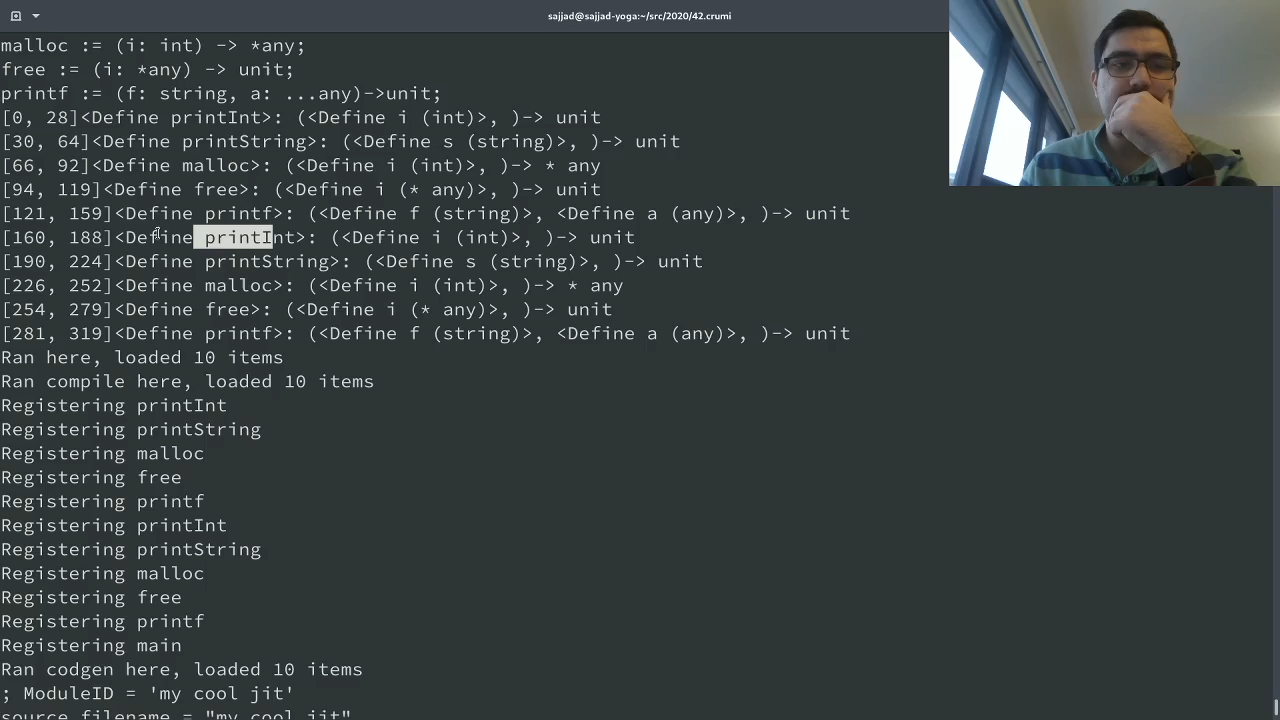 sajjad@sajjad-yoga:~/src/2020/42.crumi
malloc := (i: int) -> *any;
free := (i: *any) -> unit;
printf := (f: string, a: ...any)->unit;
[0, 28]<Define printInt>: (<Define i (int)>, )-> unit
[30, 64]<Define printString>: (<Define s (string)>, )-> unit
[66, 92]<Define malloc>: (<Define i (int)>, )-> * any
[94, 119]<Define free>: (<Define i (* any)>, )-> unit
[121, 159]<Define printf>: (<Define f (string)>, <Define a (any)>, )-> unit
[160, 188]<Define printInt>: (<Define i (int)>, )-> unit
[190, 224]<Define printString>: (<Define s (string)>, )-> unit
[226, 252]<Define malloc>: (<Define i (int)>, )-> * any
[254, 279]<Define free>: (<Define i (* any)>, )-> unit
[281, 319]<Define printf>: (<Define f (string)>, <Define a (any)>, )-> unit
Ran here, loaded 10 items
Ran compile here, loaded 10 items
Registering printInt
Registering printString
Registering malloc
Registering free
Registering printf
Registering printInt
Registering printString
Registering malloc
Registering free
Registering printf
Registering main
Ran codgen here, loaded 10 items
; ModuleID = 'my cool jit'
source_filename = "my cool jit"